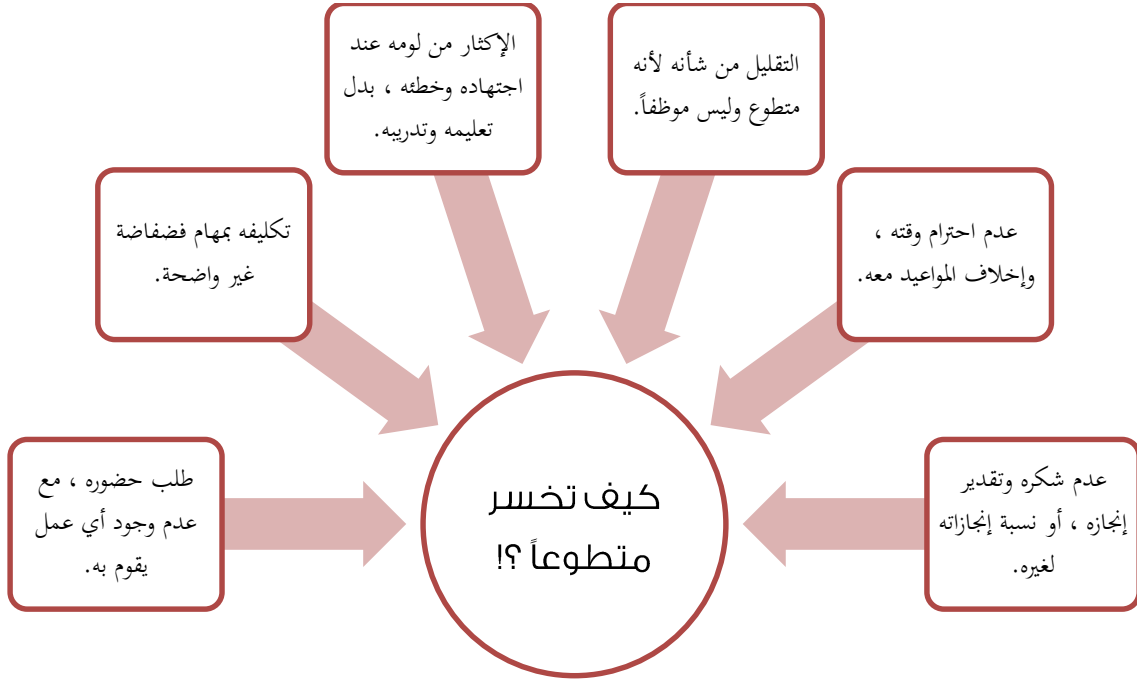 كيف تخسر
متطوعاً ؟!
عدم شكره وتقدير
إنجازه ، أو نسبة إنجازاته
لغيره.
عدم احترام وقته ،
وإخلاف المواعيد معه.
التقليل من شأنه لأنه
متطوع وليس موظفاً.
الإكثار من لومه عند
اجتهاده وخطئه ، بدل
تعليمه وتدريبه.
تكليفه بمهام فضفاضة
غير واضحة.
طلب حضوره ، مع
عدم وجود أي عمل
يقوم به.